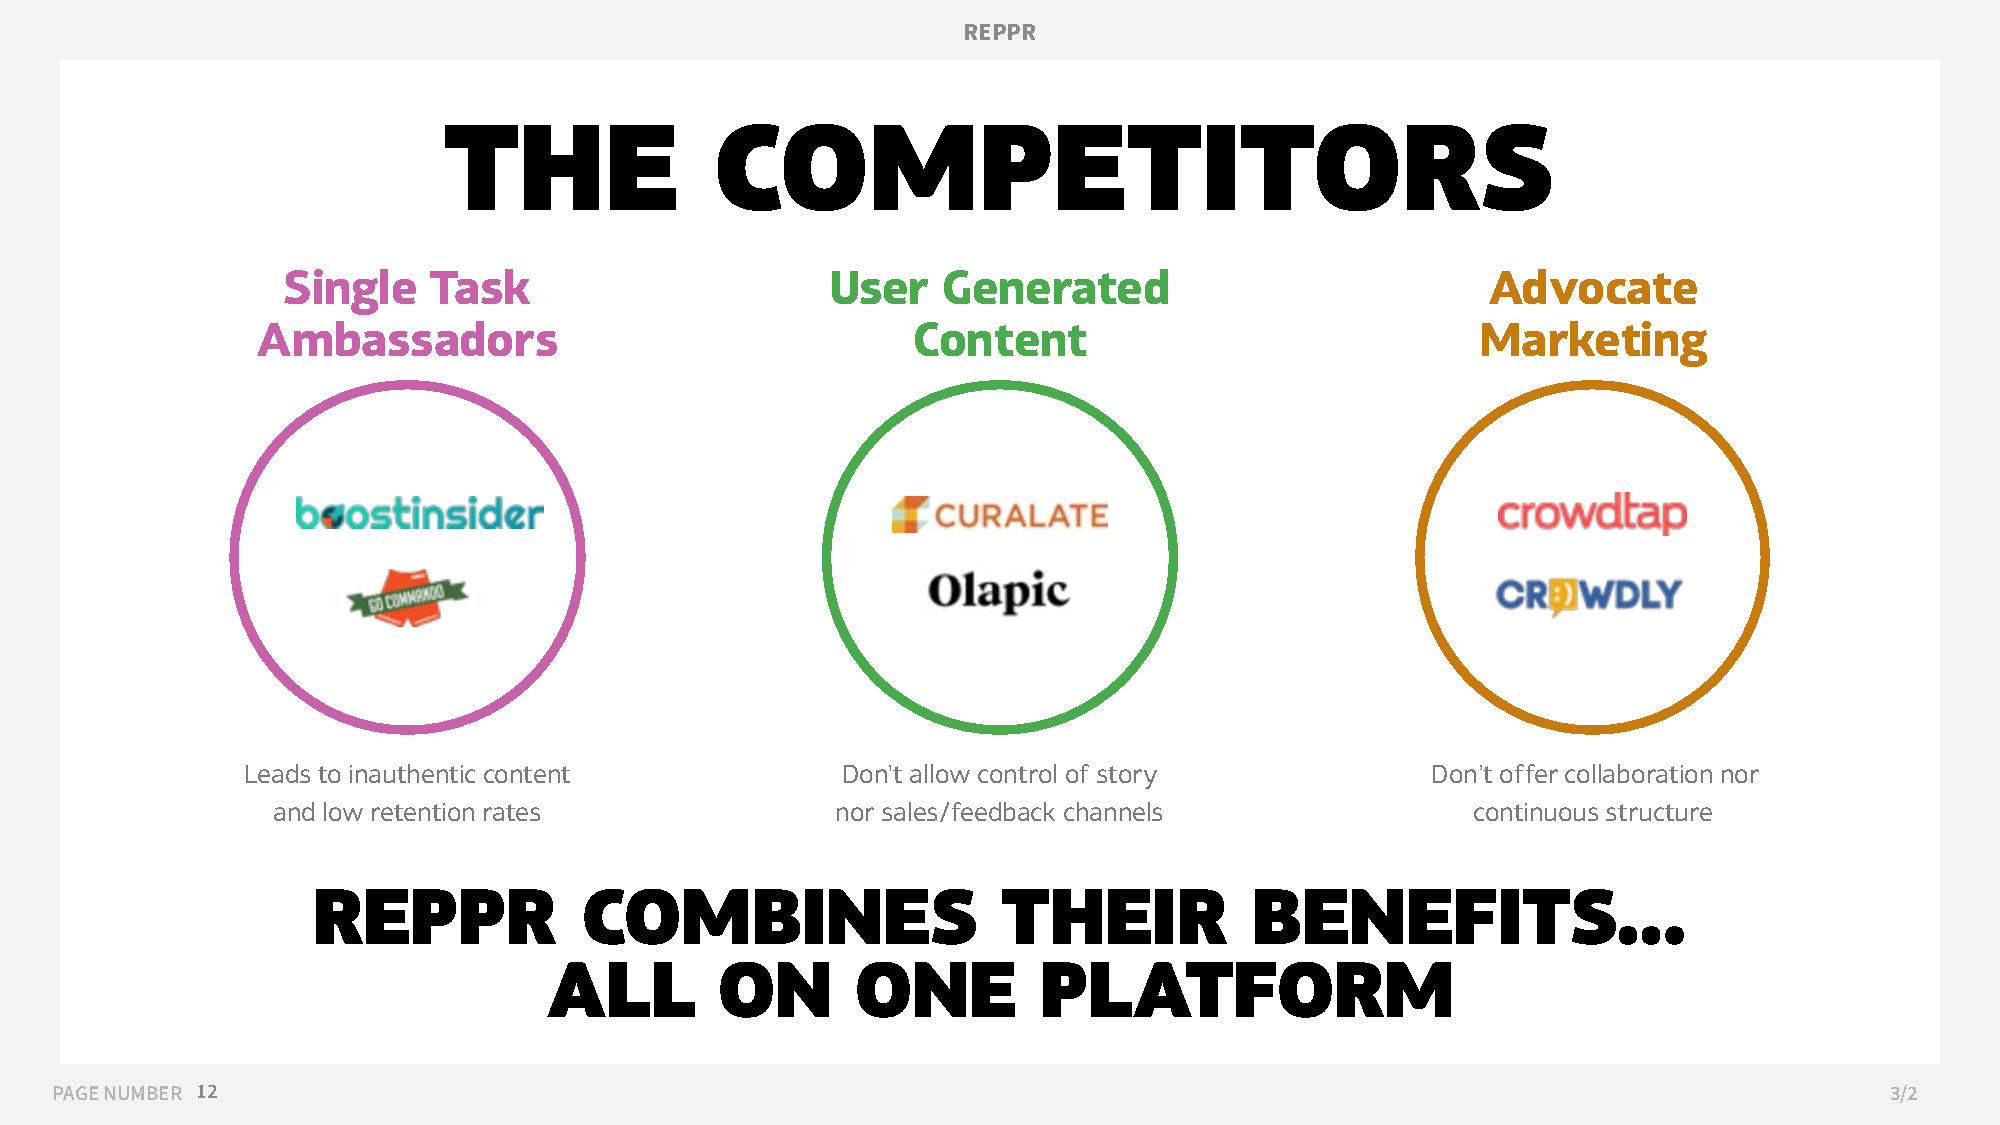 REPPR
THE COMPETITORS
Single Task
Ambassadors
User Generated
Content
Advocate
Marketing
boostinsider
GO COMMANDO
CURALATE
Olapic
crowdtap
CROWDLY
Leads to inauthentic content
and low retention rates
Don't allow control of story
nor sales/feedback channels
Don't offer collaboration nor
continuous structure
REPPR COMBINES THEIR BENEFITS...
ALL ON ONE PLATFORM
PAGE NUMBER 12
3/2